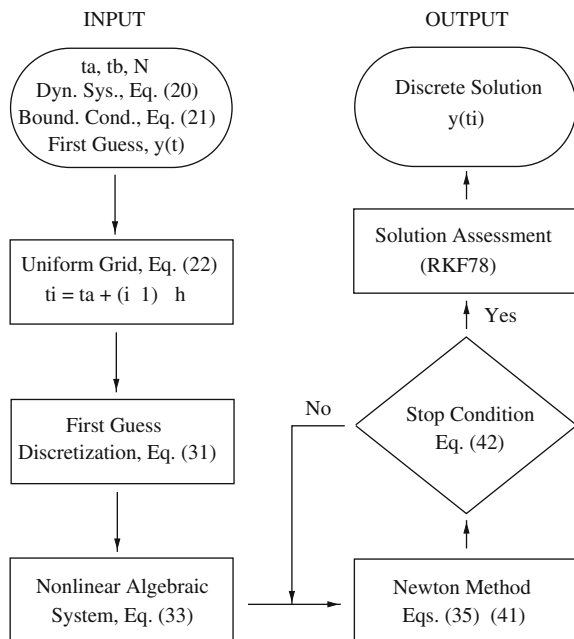 INPUT
ta, tb, N
Dyn. Sys., Eq. (20)
Bound. Cond., Eq. (21)
First Guess, y(t)
Uniform Grid, Eq. (22)
ti = ta + (i 1) h
First Guess
Discretization, Eq. (31)
Nonlinear Algebraic
System, Eq. (33)
OUTPUT
Discrete Solution
y(ti)
Solution Assessment
(RKF78)
Yes
No
Stop Condition
Eq. (42)
Newton Method
Eqs. (35) (41)